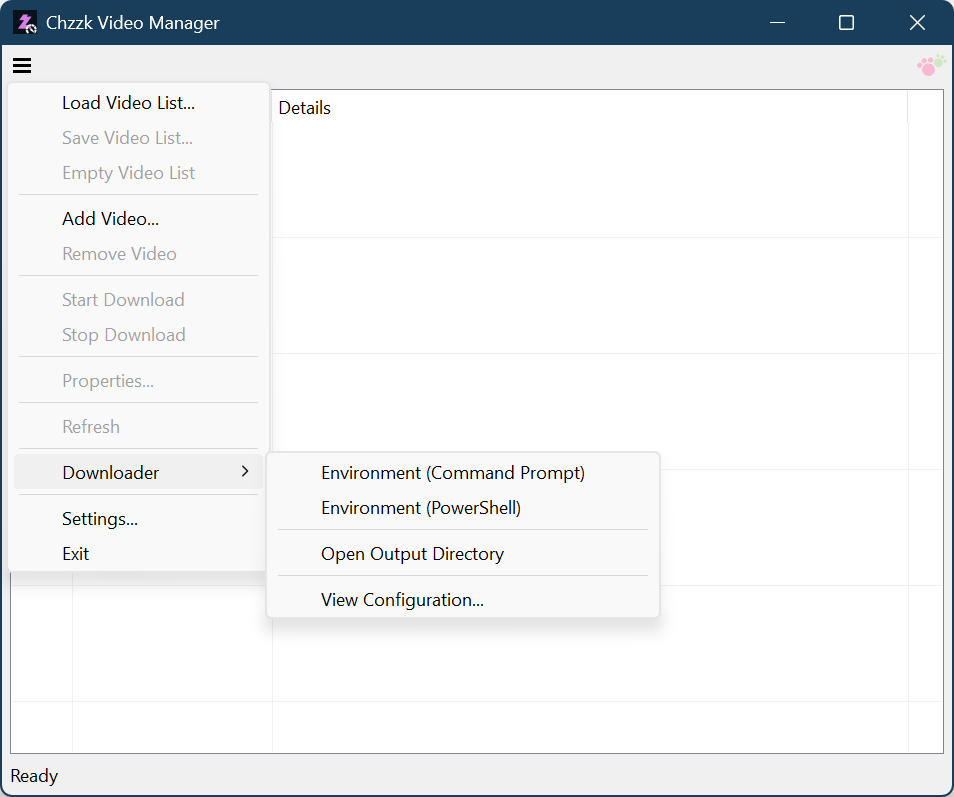 Chzzk Video Manager
Details
Load Video List...
Save Video List...
Empty Video List
Add Video...
Remove Video
Start Download
Stop Download
Properties...
Refresh
Downloader
Environment (Command Prompt)
Environment (PowerShell)
Open Output Directory
View Configuration...
Settings...
Exit
Ready